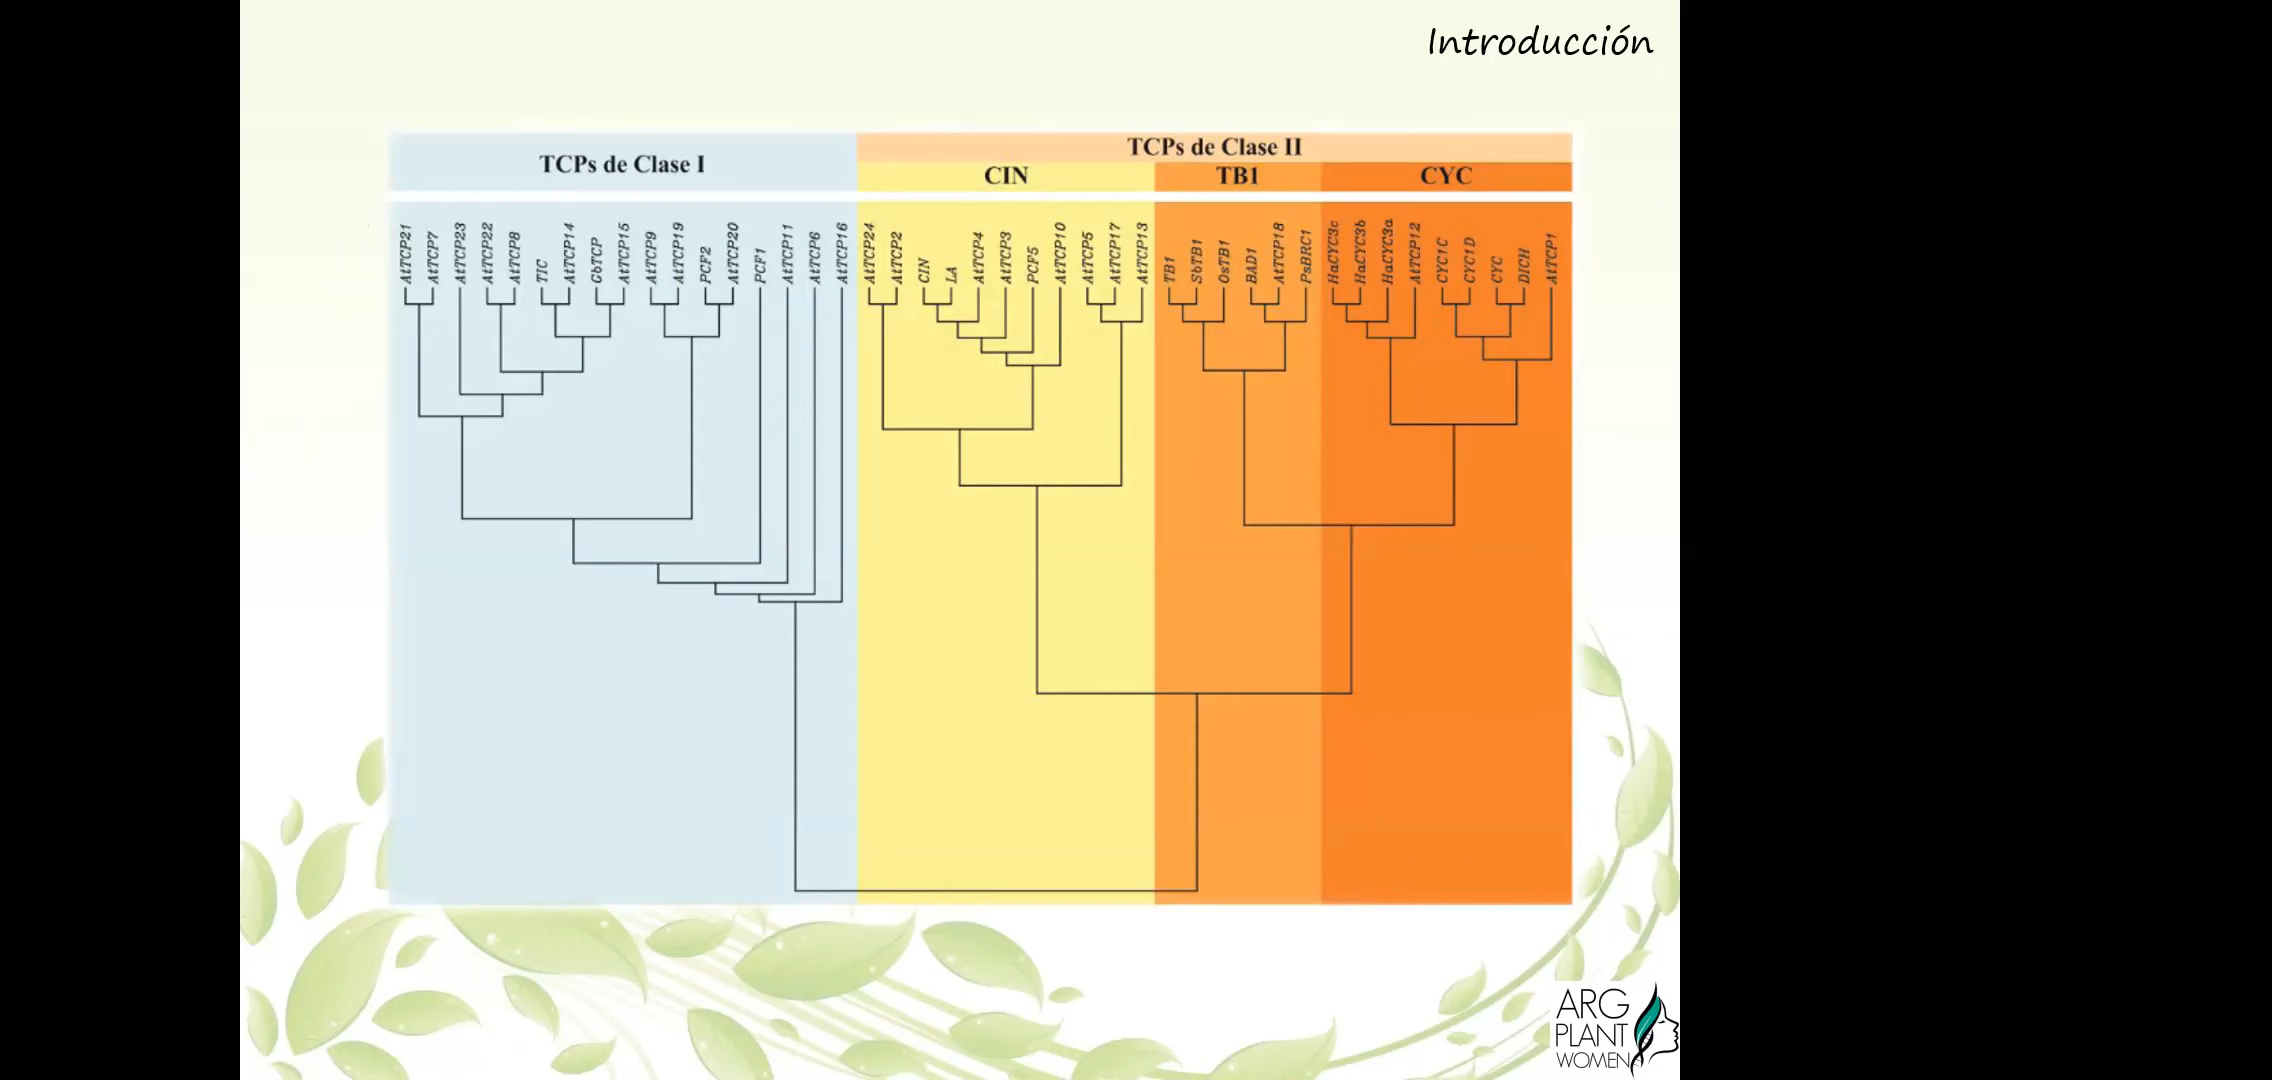 Introducción
TCPs de Clase I
TCPs de Clase II
CIN
TB1
CYC
AtTCP21
AtTCP7
AtTCP23
AtTCP22
AtTCP8
TIC
AtTCP14
GbTCP
AtTCP15
AtTCP9
AtTCP19
PCF2
AtTCP20
PCF1
AtTCP11
AtTCP6
AtTCP16
AtTCP24
AtTCP2
CIN
LA
AtTCP4
AtTCP3
PCF5
AtTCP10
AtTCP5
AtTCP17
AtTCP13
TB1
SbTB1
OsTB1
BAD1
AtTCP18
PsBRC1
HaCYC3c
HaCYC3b
HaCYC3a
AtTCP12
CYC1C
CYC1D
CYC
DICH
AtTCP1
ARG
PLANT
WOMEN